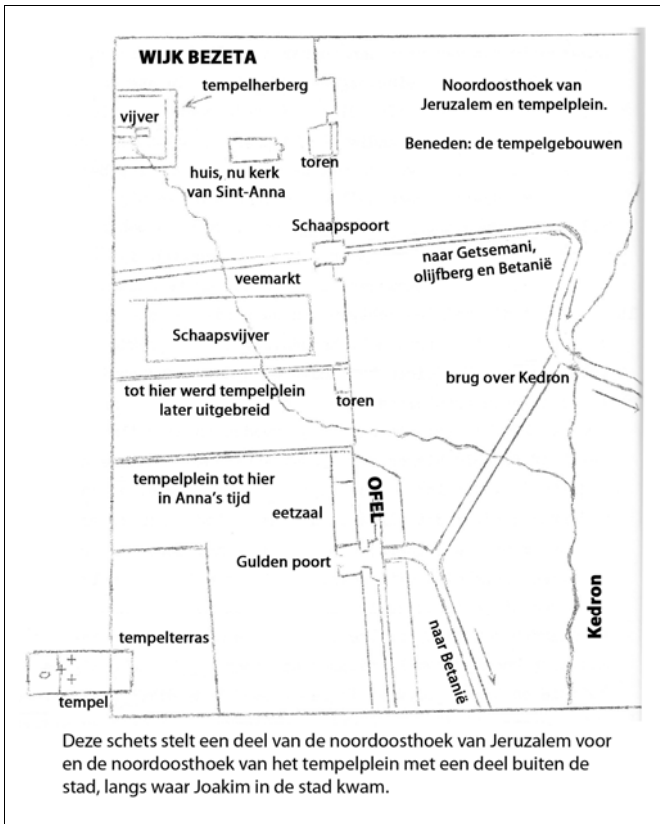 WIJK BEZETA
tempelherberg
vijver
Noordoosthoek van
Jeruzalem en tempelplein.
Beneden: de tempelgebouwen
huis, nu kerk
van Sint-Anna
toren
Schaapspoort
naar Getsemani,
olijfberg en Betanië
veemarkt
Schaapsvijver
brug over Kedron
tot hier werd tempelplein
later uitgebreid
toren
tempelplein tot hier
in Anna's tijd
OFEL
eetzaal
Gulden poort
Kedron
tempelterras
naar Betanië
tempel
Deze schets stelt een deel van de noordoosthoek van Jeruzalem voor
en de noordoosthoek van het tempelplein met een deel buiten de
stad, langs waar Joakim in de stad kwam.